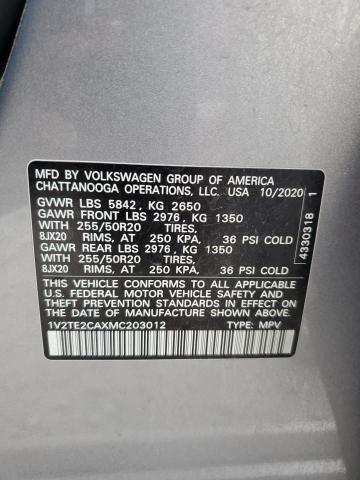 MFD BY VOLKSWAGEN GROUP OF AMERICA
CHATTANOOGA OPERATIONS, LLC. USA 10/2020
GVWR LBS 5842 , KG 2650
GAWR FRONT LBS 2976 , KG 1350
WITH 255/50R20 TIRES,
8JX20 RIMS, AT 250 KPA, 36 PSI COLD
GAWR REAR LBS 2976 , KG 1350
WITH 255/50R20 TIRES,
8JX20 RIMS, AT 250 KPA, 36 PSI COLD
THIS VEHICLE CONFORMS TO ALL APPLICABLE
U.S. FEDERAL MOTOR VEHICLE SAFETY, BUMPER,
AND THEFT PREVENTION STANDARDS IN EFFECT
ON THE DATE OF MANUFACTURE SHOWN ABOVE.
1V2TE2CAXMC203012 TYPE: MPV
4330318 1